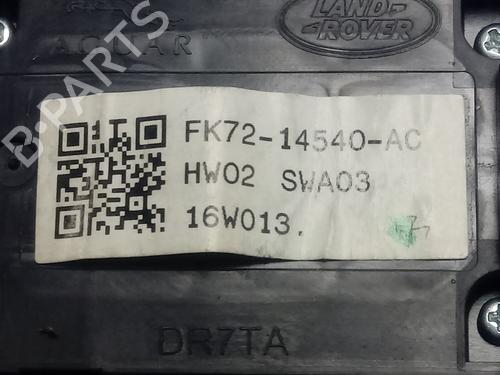 JAGUAR
LAND-
ROVER
B-PARTS
FK72-14540-AC
HW02 SWA03
16W013.
DR7TA